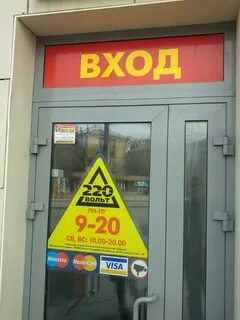 ВХОД
220
ВОЛЬТ
ПН-ПТ
9-20
СБ, ВС: 10.00-20.00
Maestro
MasterCard
VISA